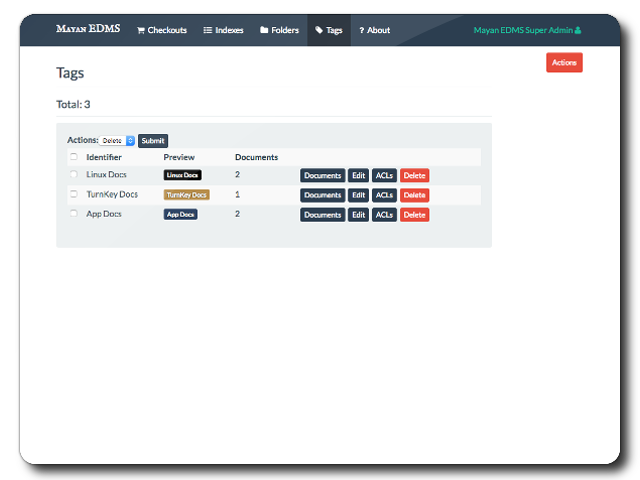 Mayan EDMS Checkouts Indexes Folders Tags ? About Mayan EDMS Super Admin
Actions
Tags
Total: 3
Actions: Delete Submit
Identifier Preview Documents
Linux Docs Linux Docs 2 Documents Edit ACLs Delete
TurnKey Docs TurnKey Docs 1 Documents Edit ACLs Delete
App Docs App Docs 2 Documents Edit ACLs Delete